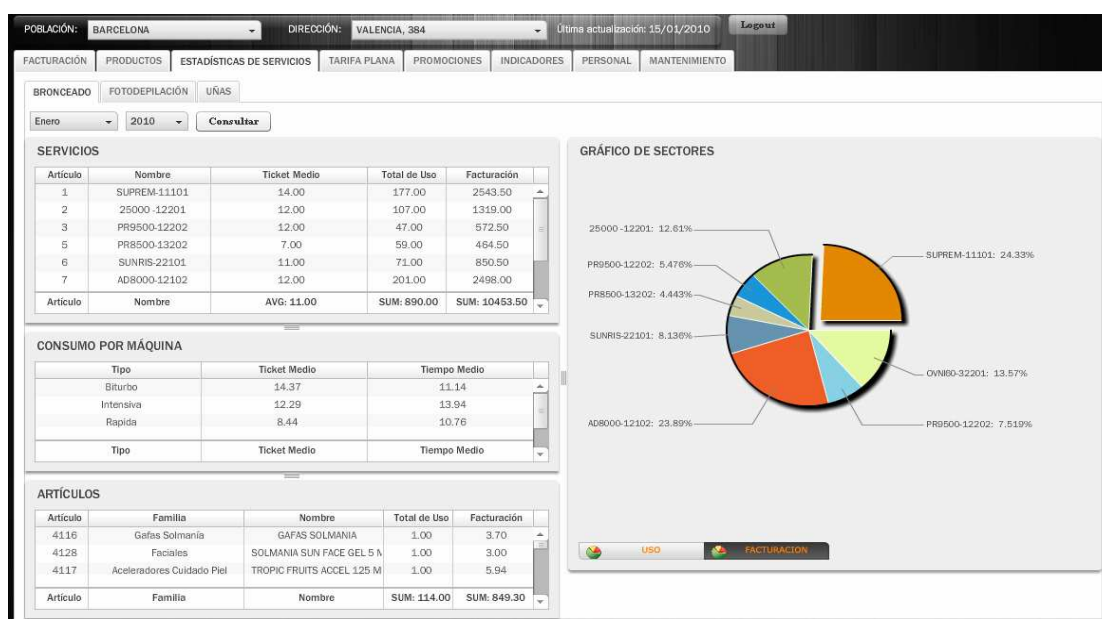 POBLACIÓN: BARCELONA DIRECCIÓN: VALENCIA, 384 Última actualización: 15/01/2010 Logout
FACTURACIÓN PRODUCTOS ESTADÍSTICAS DE SERVICIOS TARIFA PLANA PROMOCIONES INDICADORES PERSONAL MANTENIMIENTO
BRONCEADO FOTODEPILACIÓN UÑAS
Enero 2010 Consultar
SERVICIOS
Artículo Nombre Ticket Medio Total de Uso Facturación
1 SUPREM-11101 14.00 177.00 2543.50
2 25000 -12201 12.00 107.00 1319.00
3 PR9500-12202 12.00 47.00 572.50
5 PR8500-13202 7.00 59.00 464.50
6 SUNRIS-22101 11.00 71.00 850.50
7 AD8000-12102 12.00 201.00 2498.00
Artículo Nombre AVG: 11.00 SUM: 890.00 SUM: 10453.50
CONSUMO POR MÁQUINA
Tipo Ticket Medio Tiempo Medio
Biturbo 14.37 11.14
Intensiva 12.29 13.94
Rapida 8.44 10.76
Tipo Ticket Medio Tiempo Medio
ARTÍCULOS
Artículo Familia Nombre Total de Uso Facturación
4116 Gafas Solmanía GAFAS SOLMANIA 1.00 3.70
4128 Faciales SOLMANIA SUN FACE GEL 5 M 1.00 3.00
4117 Aceleradores Cuidado Piel TROPIC FRUITS ACCEL 125 M 1.00 5.94
Artículo Familia Nombre SUM: 114.00 SUM: 849.30
GRÁFICO DE SECTORES
25000 -12201: 12.61%
SUPREM-11101: 24.33%
PR9500-12202: 5.476%
PR8500-13202: 4.443%
SUNRIS-22101: 8.136%
OVNI60-32201: 13.57%
AD8000-12102: 23.89%
PR9500-12202: 7.519%
USO FACTURACION